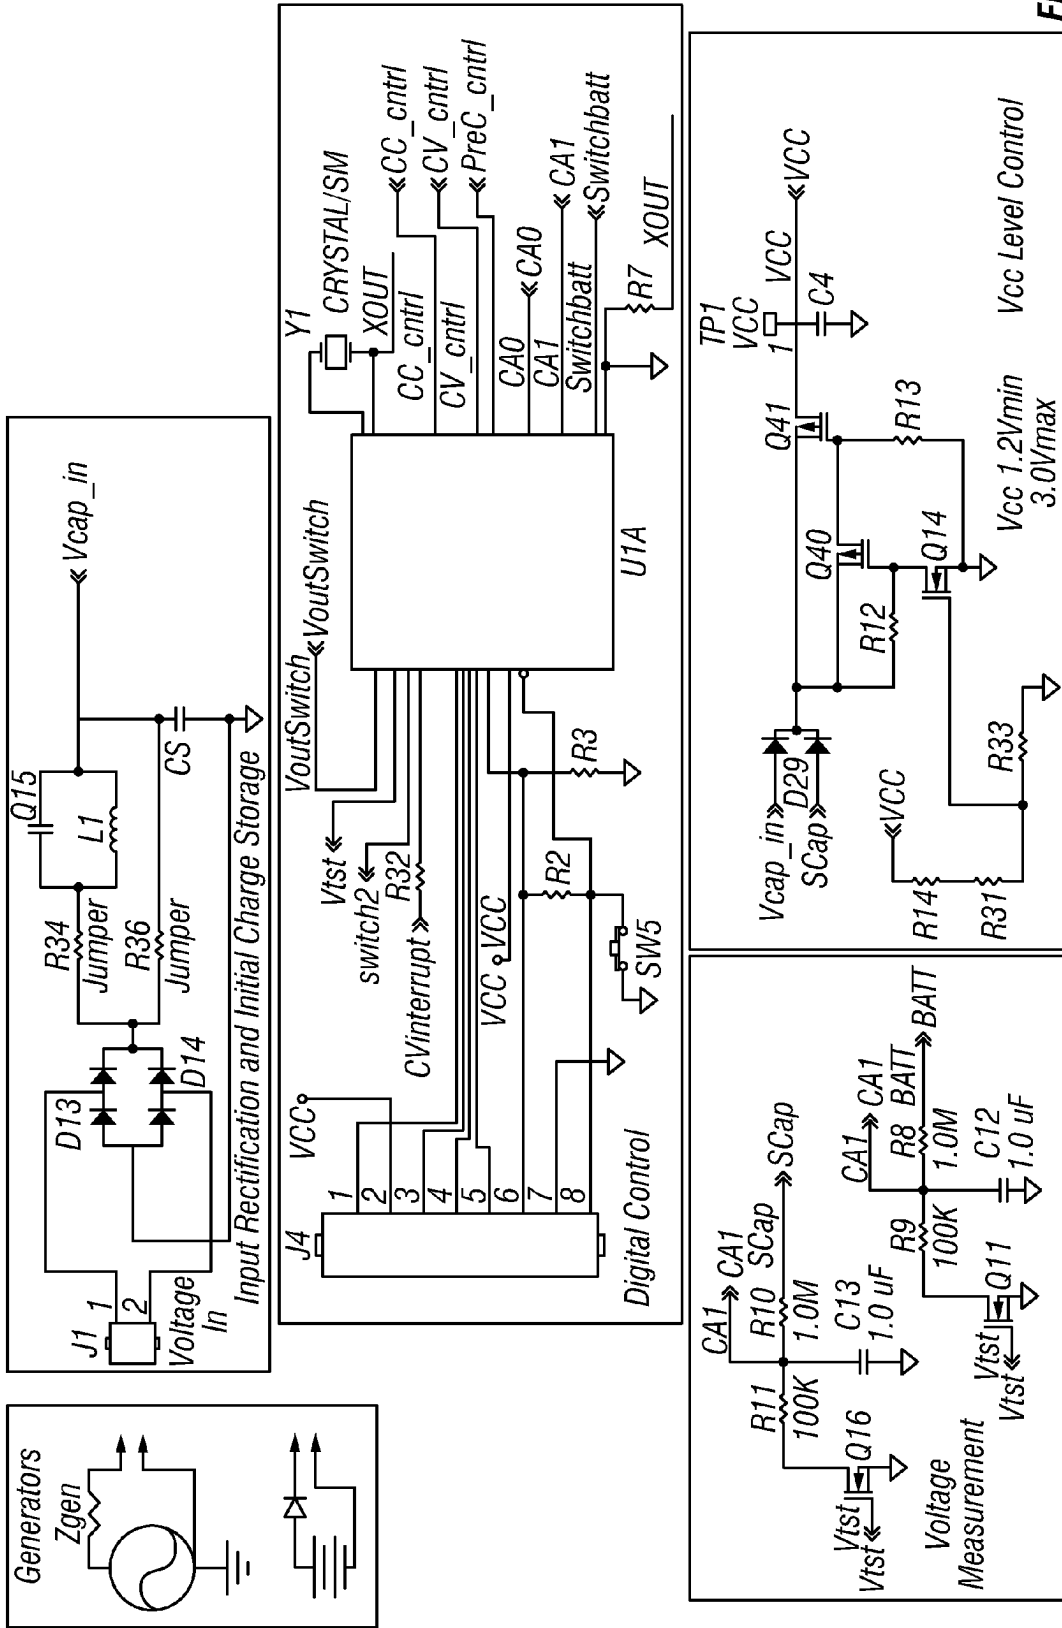 Generators
Zgen
J1
1
2
Voltage
In
D13
D14
R34
Jumper
R36
Jumper
Q15
L1
CS
Vcap_in
Input Rectification and Initial Charge Storage
J4
1
2
3
4
5
6
7
8
VCC
Digital Control
VoutSwitch
VoutSwitch
Vtst
switch2
R32
CVinterrupt
VCC
VCC
R2
R3
SW5
U1A
Y1
CRYSTAL/SM
XOUT
CC_cntrl
CC_cntrl
CV_cntrl
CV_cntrl
PreC_cntrl
CA0
CA0
CA1
CA1
Switchbatt
Switchbatt
R7
XOUT
Voltage
Measurement
Vtst
Vtst
Q16
R11
100K
CA1
CA1
R10
SCap
1.0M
SCap
C13
1.0 uF
Vtst
Vtst
Q11
R9
100K
CA1
CA1
R8
BATT
1.0M
BATT
C12
1.0 uF
Vcap_in
D29
SCap
VCC
R14
R31
R33
R12
Q40
Q14
Q41
R13
TP1
VCC
1
VCC
VCC
C4
Vcc 1.2Vmin
3.0Vmax
Vcc Level Control